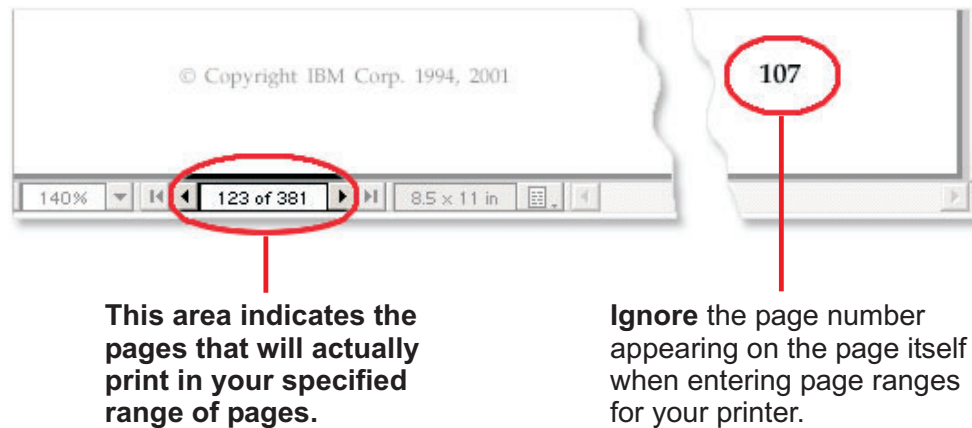 © Copyright IBM Corp. 1994, 2001
107
140%
123 of 381
8.5 x 11 in
This area indicates the
pages that will actually
print in your specified
range of pages.
Ignore the page number
appearing on the page itself
when entering page ranges
for your printer.